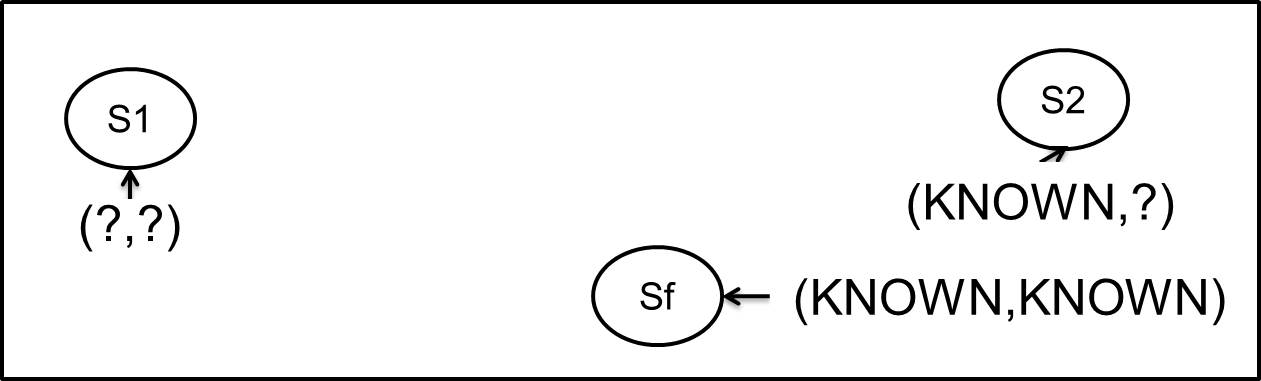 S1
S2
(?,?)
(KNOWN,?)
Sf
(KNOWN,KNOWN)